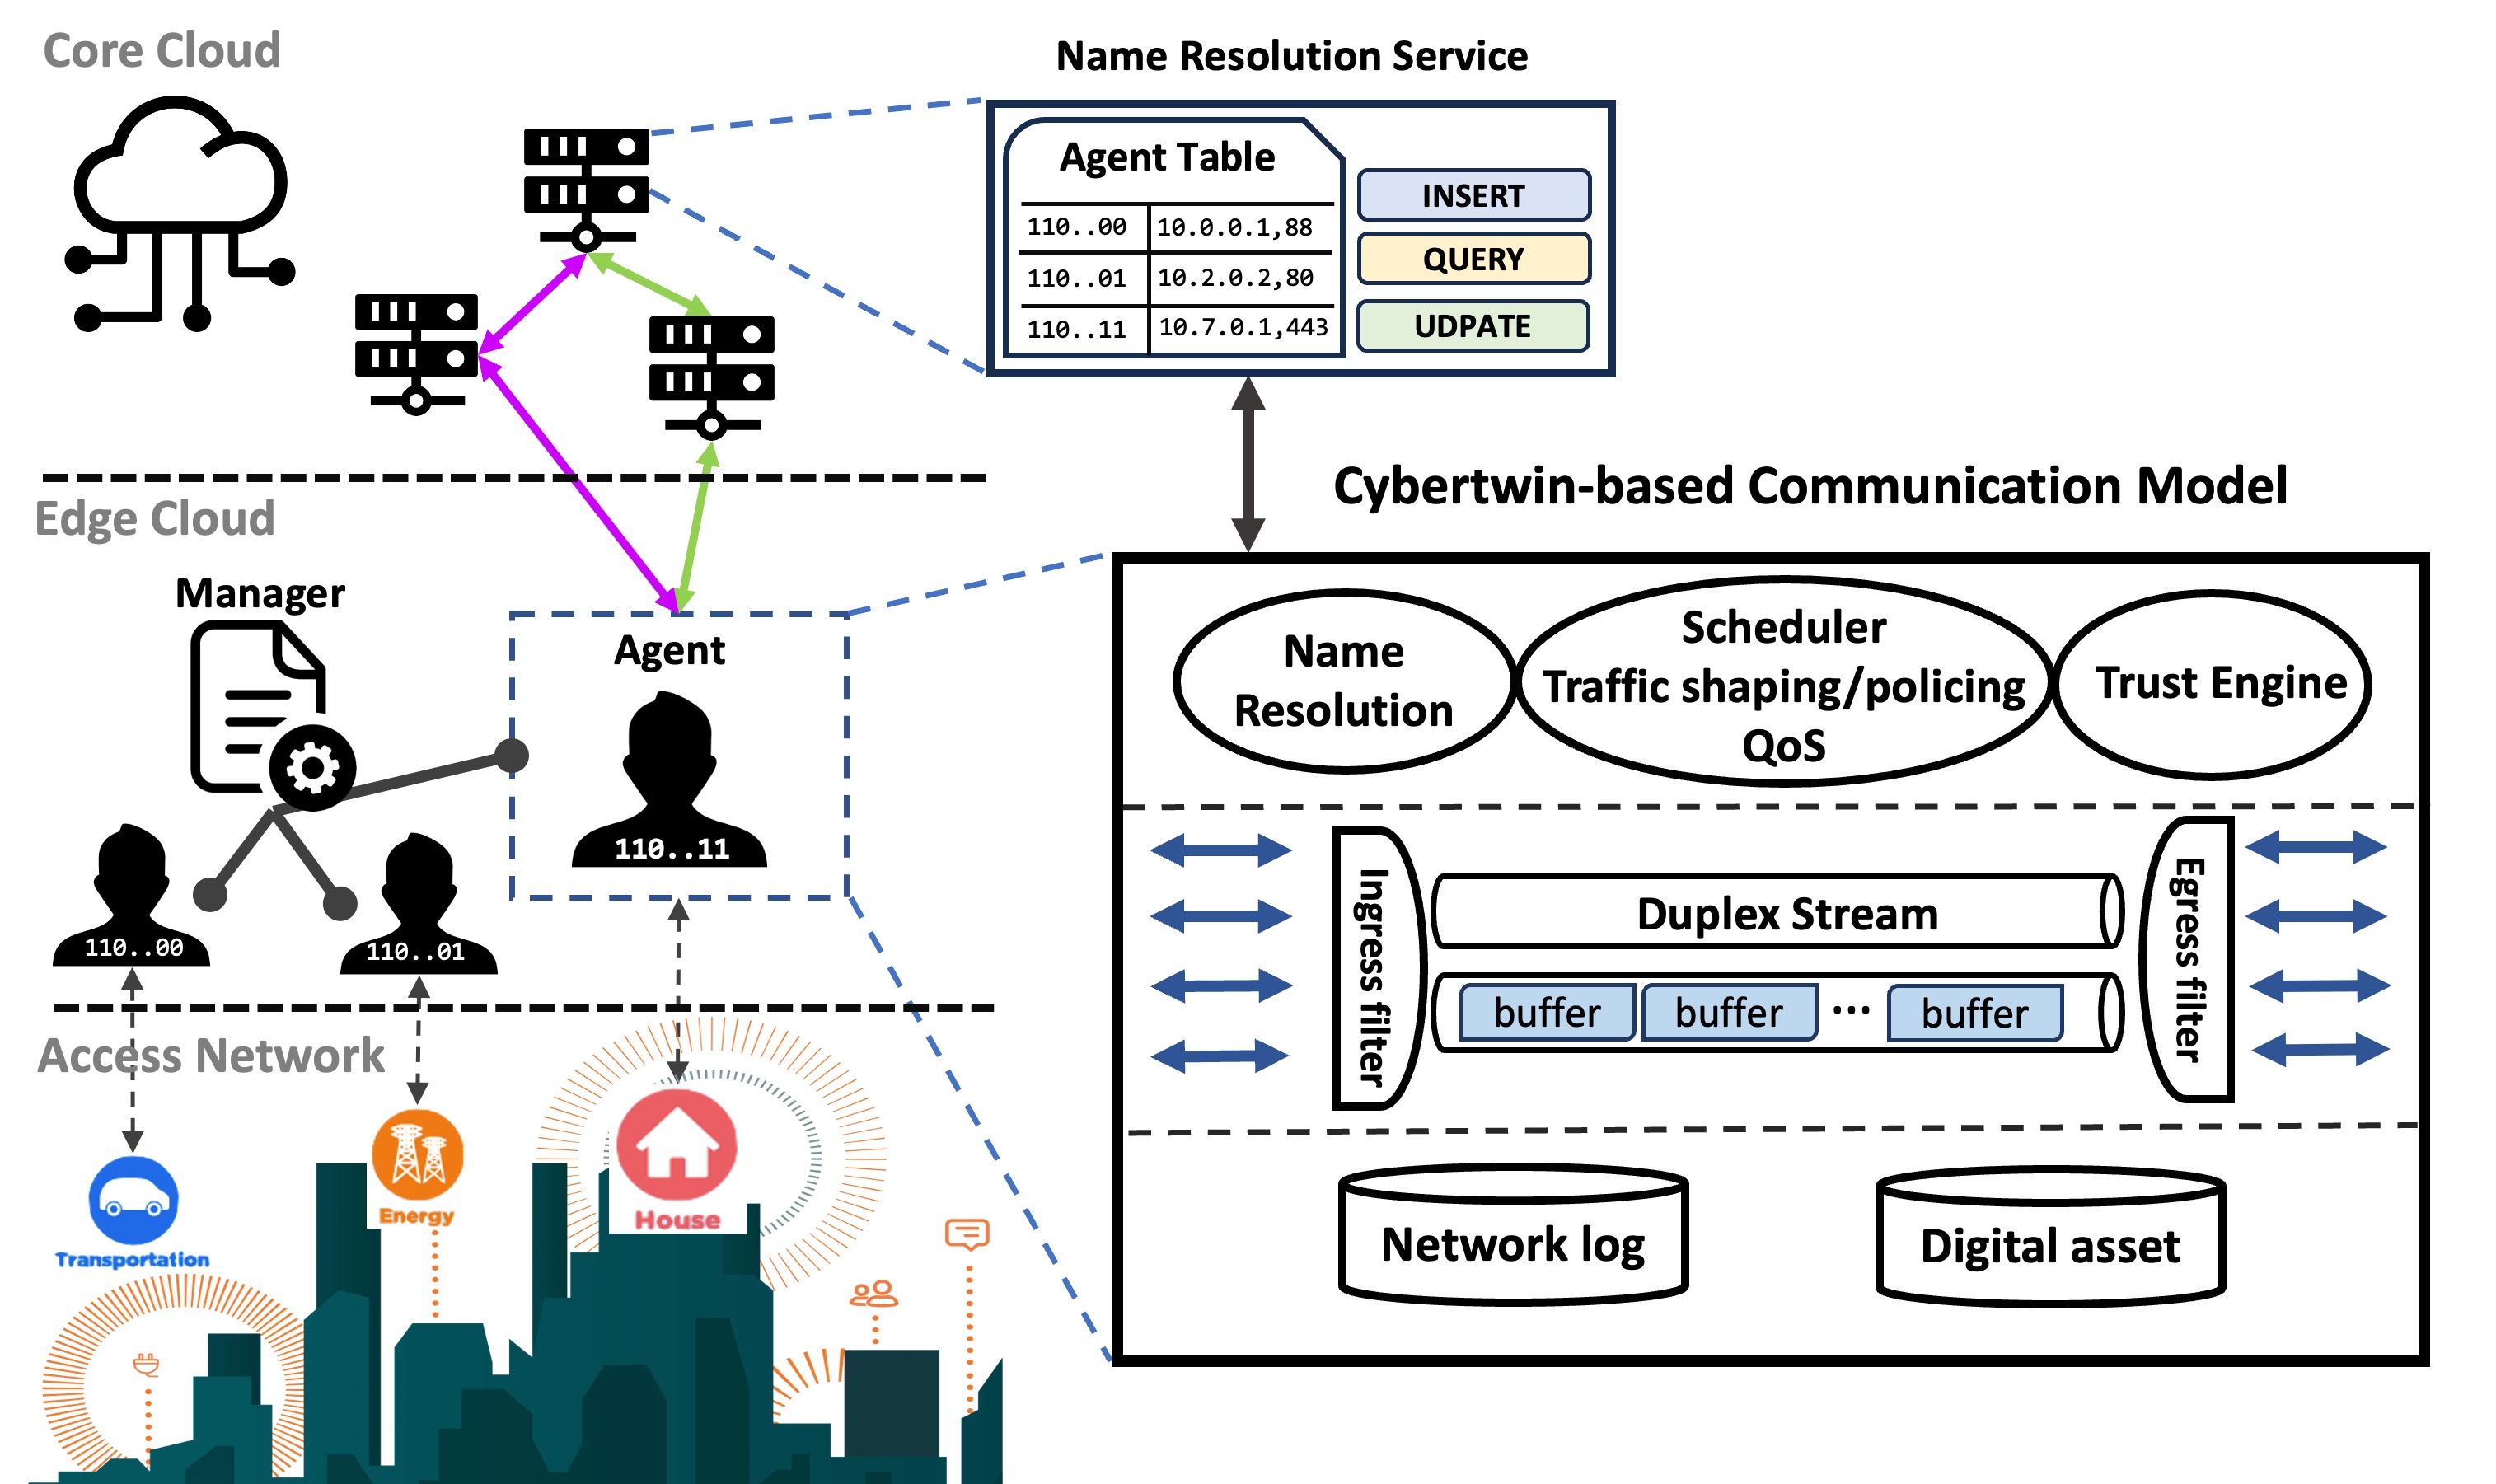 Core Cloud
Name Resolution Service
Agent Table
110..00 10.0.0.1,88
110..01 10.2.0.2,80
110..11 10.7.0.1,443
INSERT
QUERY
UDPATE
Edge Cloud
Manager
Agent
110..11
110..00
110..01
Access Network
Transportation
Energy
House
Cybertwin-based Communication Model
Name
Resolution
Scheduler
Traffic shaping/policing
QoS
Trust Engine
Ingress filter
Duplex Stream
buffer buffer ... buffer
Egress filter
Network log
Digital asset